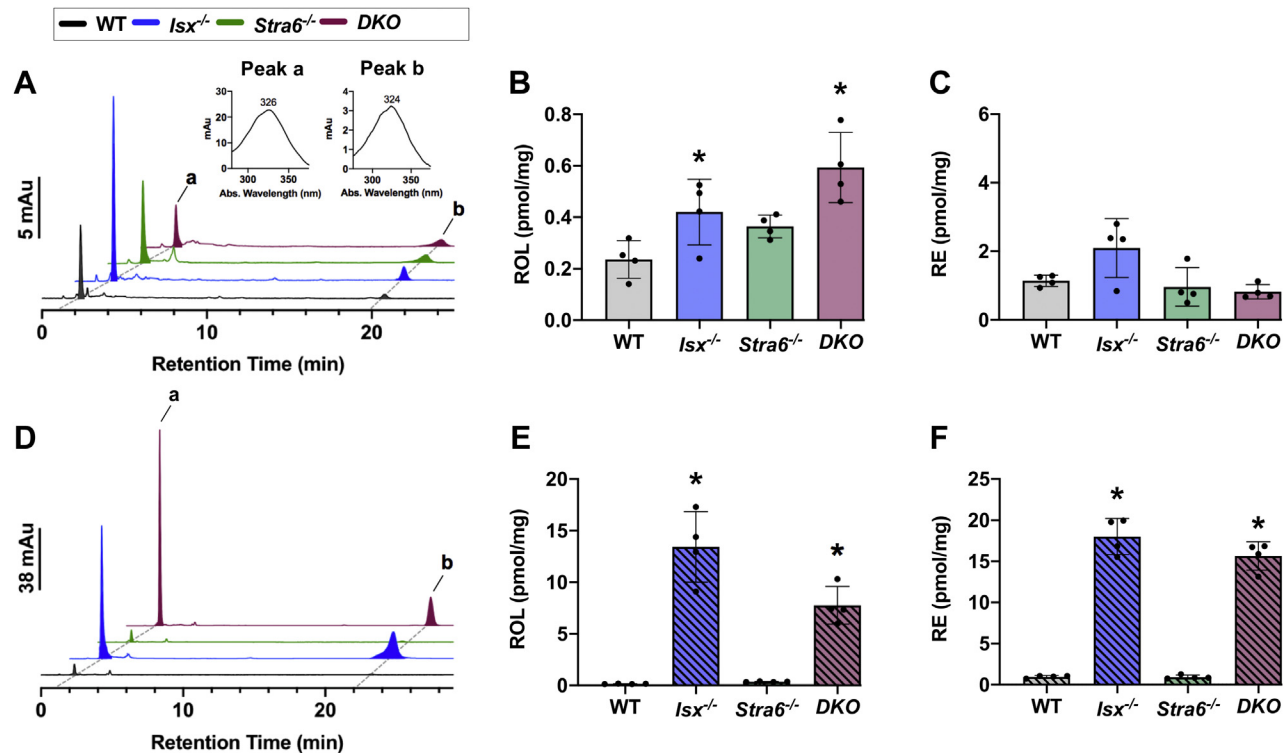 WT Isx-/- Stra6-/- DKO
A
Peak a
Peak b
30
20
10
0
mAu
326
300 350
Abs. Wavelength (nm)
4
3
2
1
0
mAu
324
300 350
Abs. Wavelength (nm)
5 mAu
a
b
0 10 20
Retention Time (min)
B
ROL (pmol/mg)
0.8
0.6
0.4
0.2
0.0
*
*
WT Isx-/- Stra6-/- DKO
C
RE (pmol/mg)
6
4
2
0
WT Isx-/- Stra6-/- DKO
D
38 mAu
a
b
0 10 20
Retention Time (min)
E
ROL (pmol/mg)
20
15
10
5
0
*
*
WT Isx-/- Stra6-/- DKO
F
RE (pmol/mg)
25
20
15
10
5
0
*
*
WT Isx-/- Stra6-/- DKO